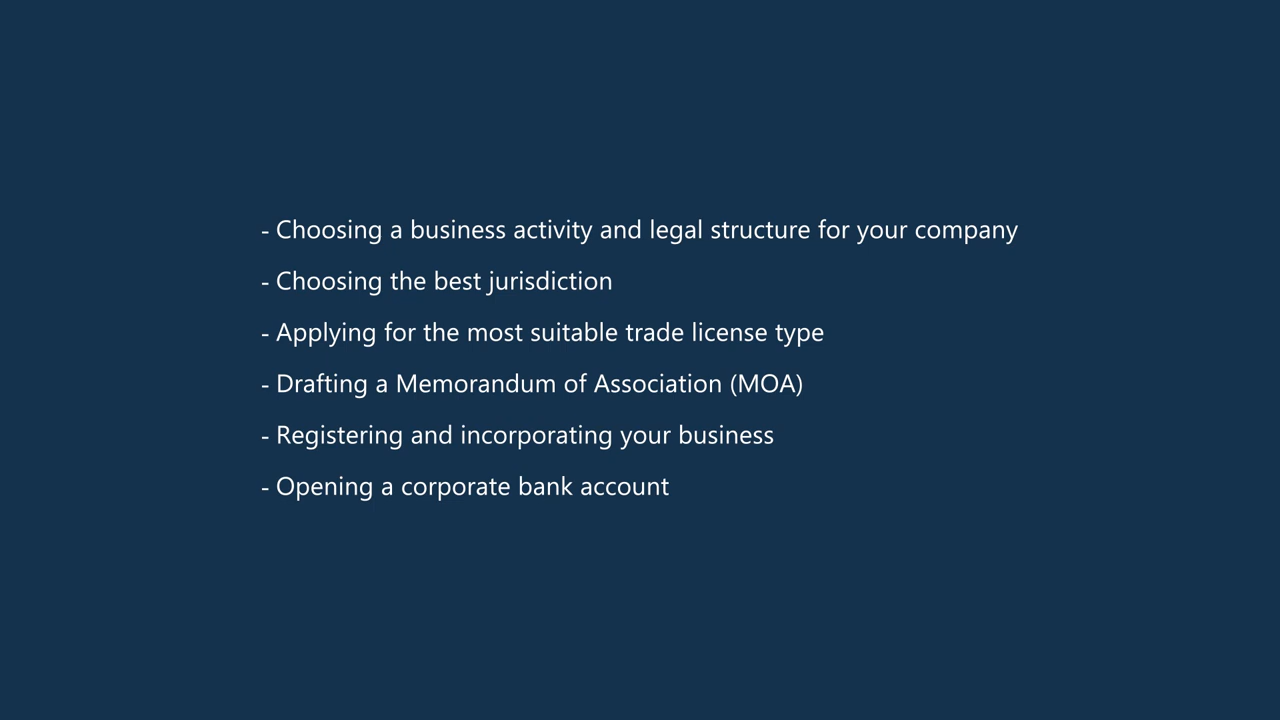 - Choosing a business activity and legal structure for your company
- Choosing the best jurisdiction
- Applying for the most suitable trade license type
- Drafting a Memorandum of Association (MOA)
- Registering and incorporating your business
- Opening a corporate bank account